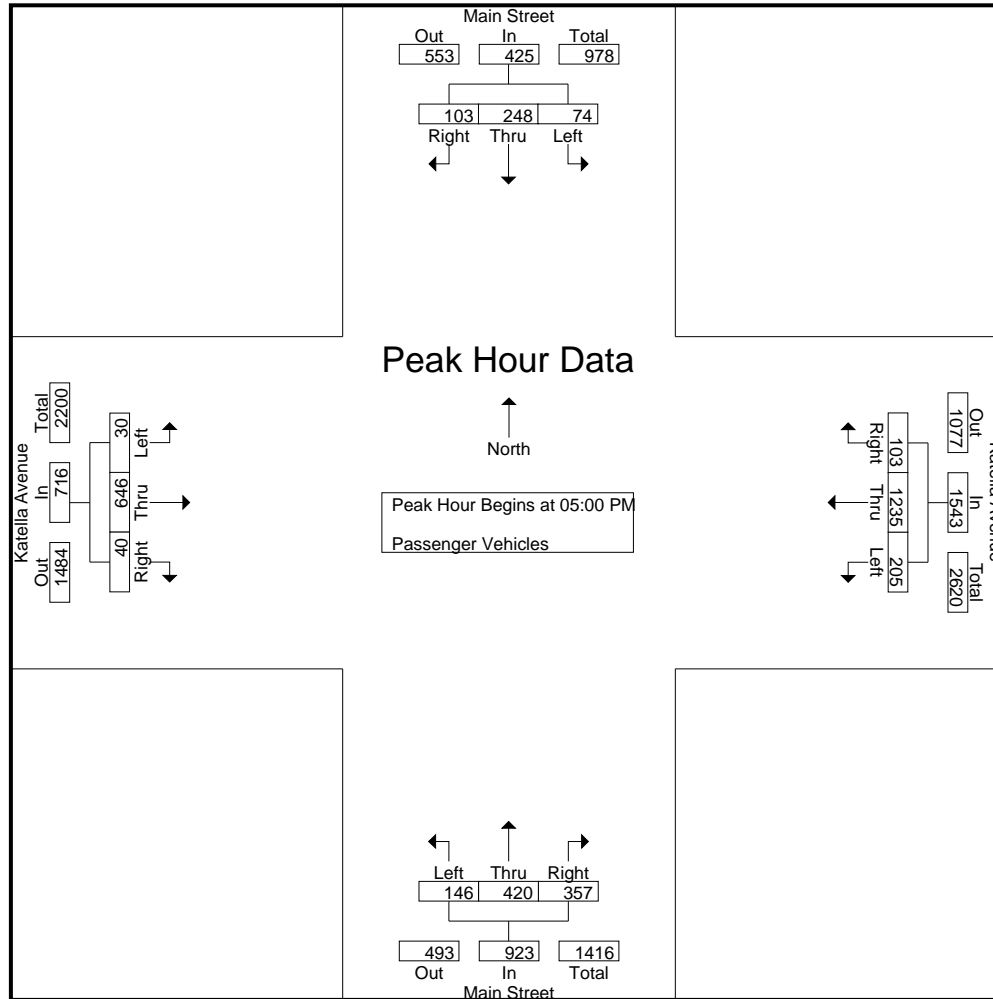 Main Street
Out In Total
553 425 978
103 248 74
Right Thru Left
Peak Hour Data
North
Peak Hour Begins at 05:00 PM
Passenger Vehicles
Katella Avenue
Total In Out
2200 716 1484
30 646 40
Left Thru Right
Out In Total
1077 1543 2620
103 1235 205
Right Thru Left
Katella Avenue
Left Thru Right
146 420 357
493 923 1416
Out In Total
Main Street